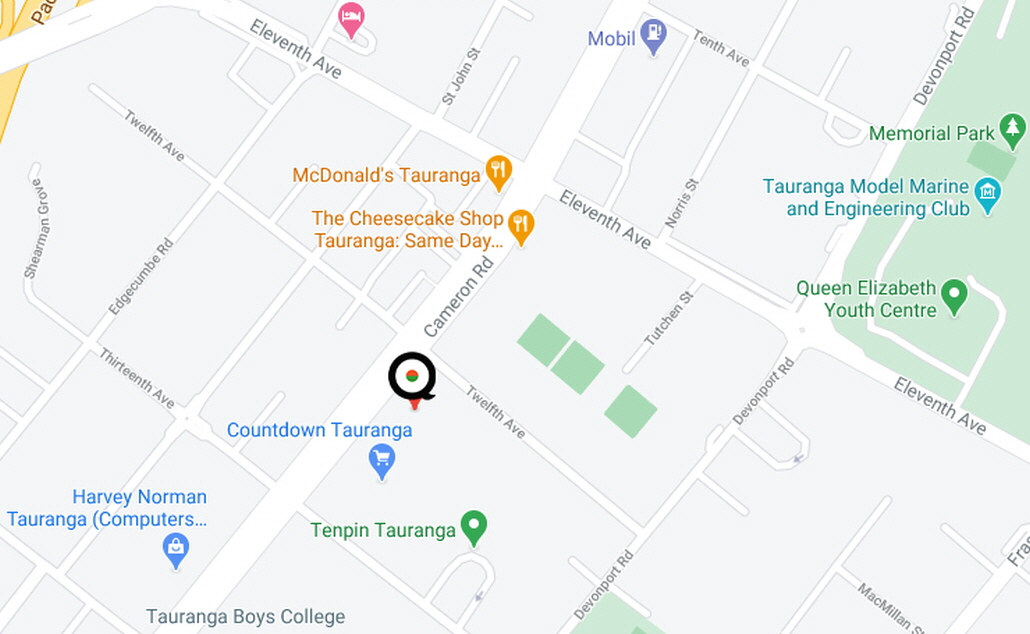 Pac
Eleventh Ave
St John St
Mobil
Tenth Ave
Devonport Rd
Memorial Park
Twelfth Ave
McDonald's Tauranga
Tauranga Model Marine
and Engineering Club
Shearman Grove
The Cheesecake Shop
Tauranga: Same Day...
Eleventh Ave
Norris St
Edgecumbe Rd
Cameron Rd
Queen Elizabeth
Youth Centre
Tutchen St
Thirteenth Ave
Twelfth Ave
Devonport Rd
Eleventh Ave
Countdown Tauranga
Harvey Norman
Tauranga (Computers...
Tenpin Tauranga
Devonport Rd
Fras
MacMillan St
Tauranga Boys College